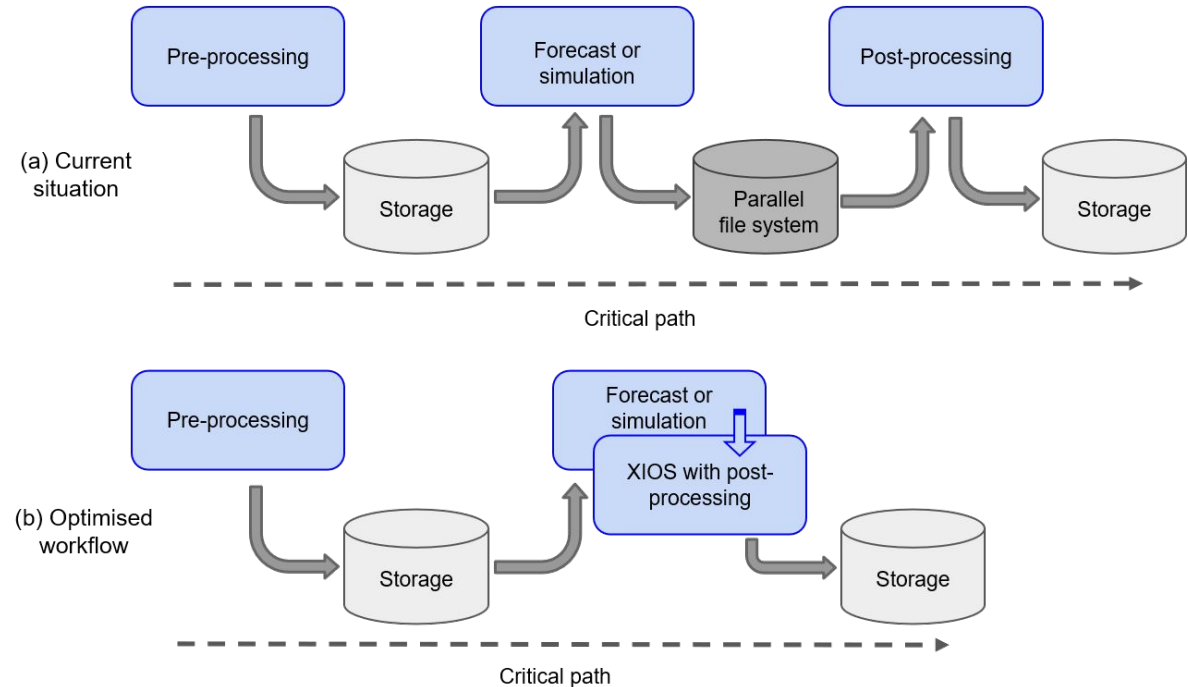 Pre-processing
Forecast or
simulation
Post-processing
(a) Current
situation
Storage
Parallel
file system
Storage
Critical path
Pre-processing
Forecast or
simulation
XIOS with post-
processing
(b) Optimised
workflow
Storage
Storage
Critical path